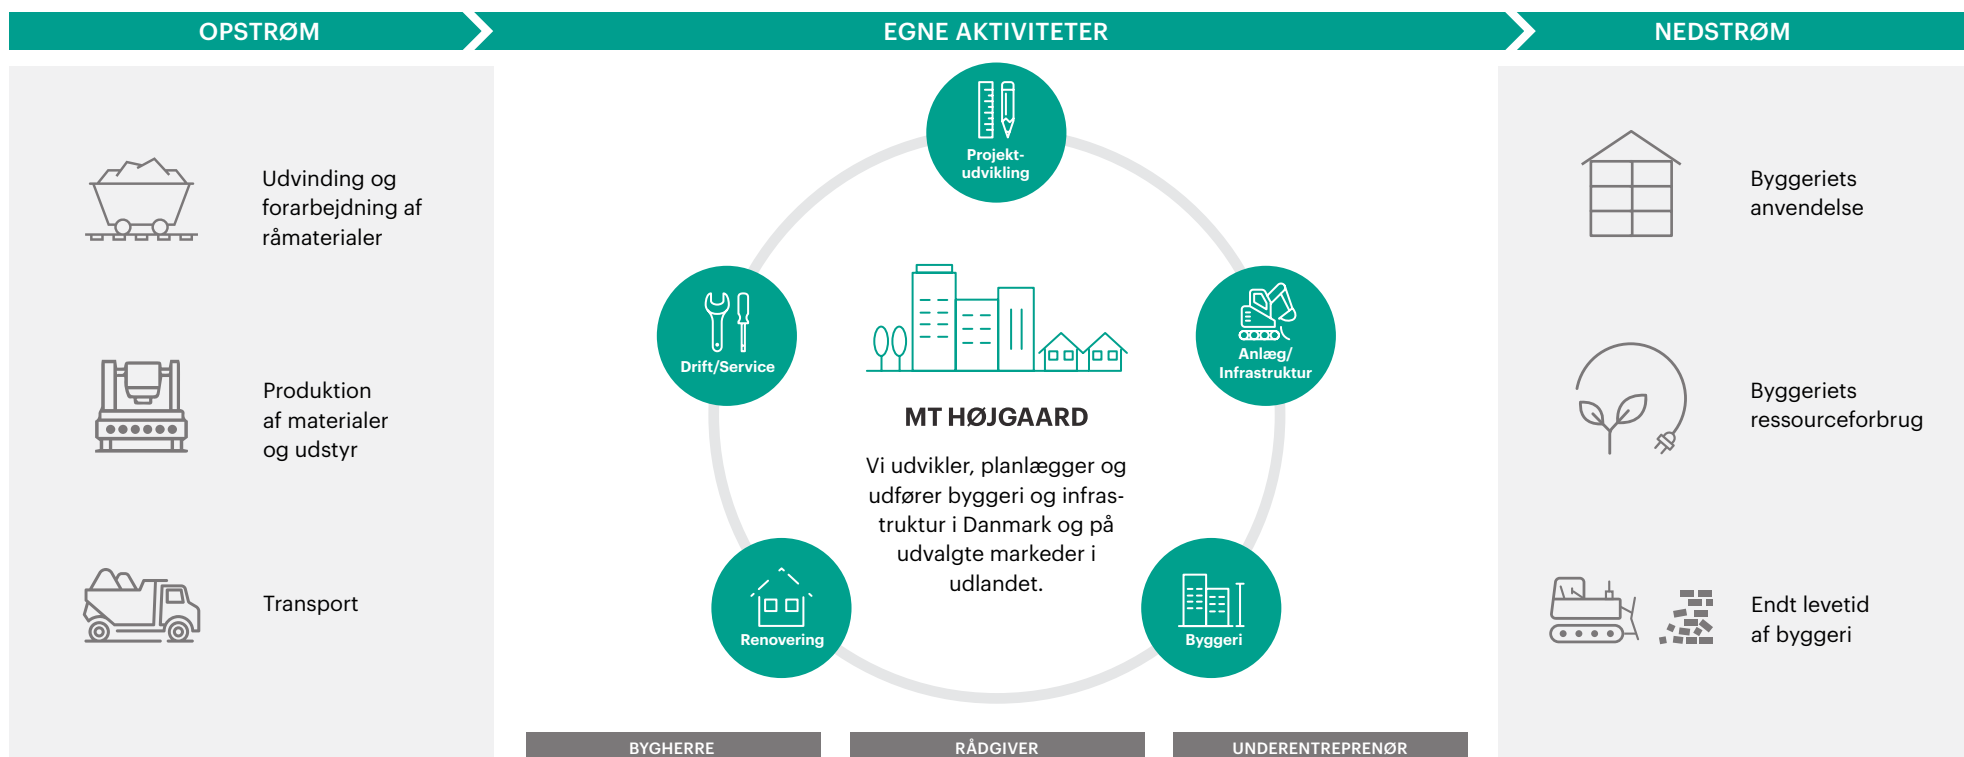 OPSTRØM
EGNE AKTIVITETER
NEDSTRØM
Udvinding og
forarbejdning af
råmaterialer
Produktion
af materialer
og udstyr
Transport
Projekt-
udvikling
Drift/Service
Anlæg/
Infrastruktur
MT HØJGAARD
Vi udvikler, planlægger og
udfører byggeri og infras-
truktur i Danmark og på
udvalgte markeder i
udlandet.
Renovering
Byggeri
BYGHERRE
RÅDGIVER
UNDERENTREPRENØR
Byggeriets
anvendelse
Byggeriets
ressourceforbrug
Endt levetid
af byggeri